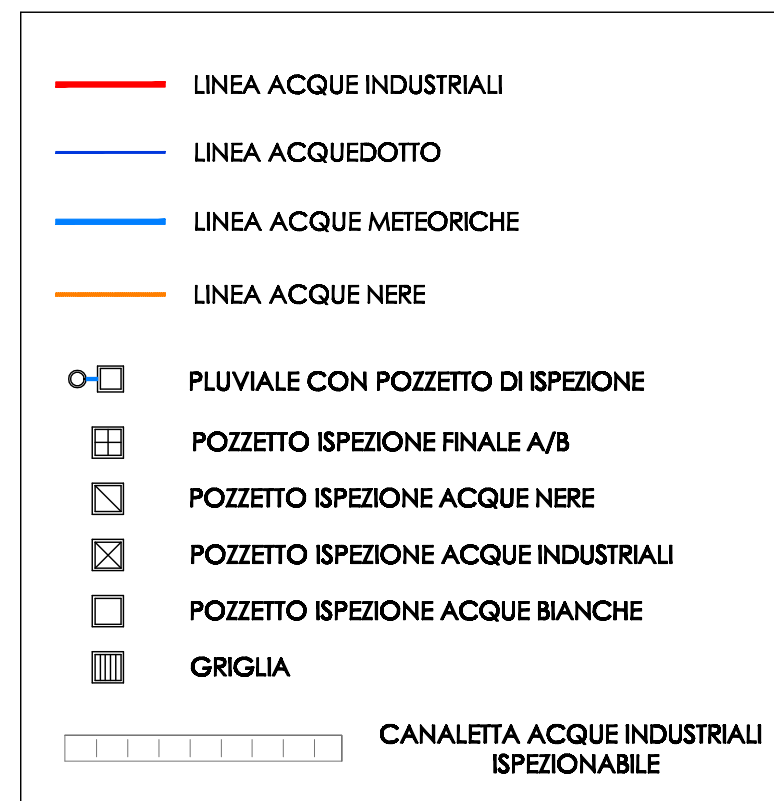 LINEA ACQUE INDUSTRIALI
LINEA ACQUEDOTTO
LINEA ACQUE METEORICHE
LINEA ACQUE NERE
PLUVIALE CON POZZETTO DI ISPEZIONE
POZZETTO ISPEZIONE FINALE A/B
POZZETTO ISPEZIONE ACQUE NERE
POZZETTO ISPEZIONE ACQUE INDUSTRIALI
POZZETTO ISPEZIONE ACQUE BIANCHE
GRIGLIA
CANALETTA ACQUE INDUSTRIALI
ISPEZIONABILE